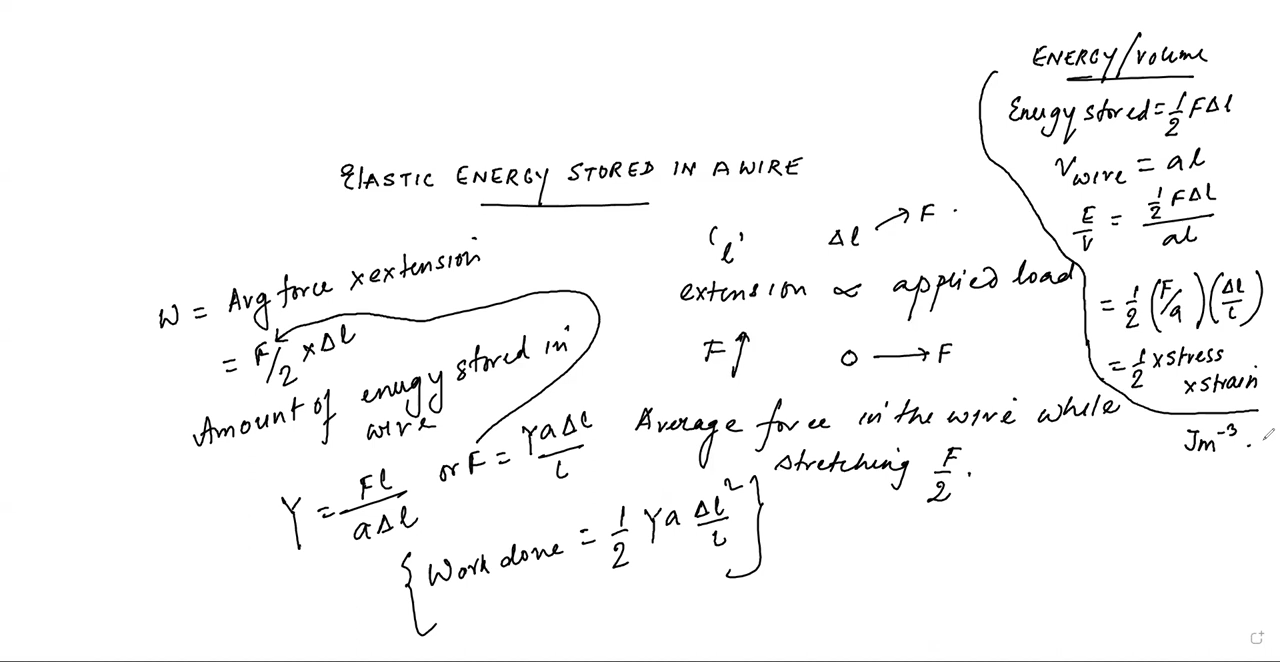 ELASTIC ENERGY STORED IN A WIRE
'l' Δl → F.
extension ∝ applied load
F↑ 0 → F
Average force in the wire while
stretching F/2.
W = Avg force x extension
= F/2 x Δl
Amount of energy stored in
wire
Y = Fl/aΔl or F = YaΔl/l
{Work done = 1/2 Ya Δl²/l}
ENERGY/volume
Energy stored = 1/2 FΔl
V wire = al
E/V = 1/2 FΔl / al
= 1/2 (F/a) (Δl/l)
= 1/2 x stress
x strain
Jm⁻³.